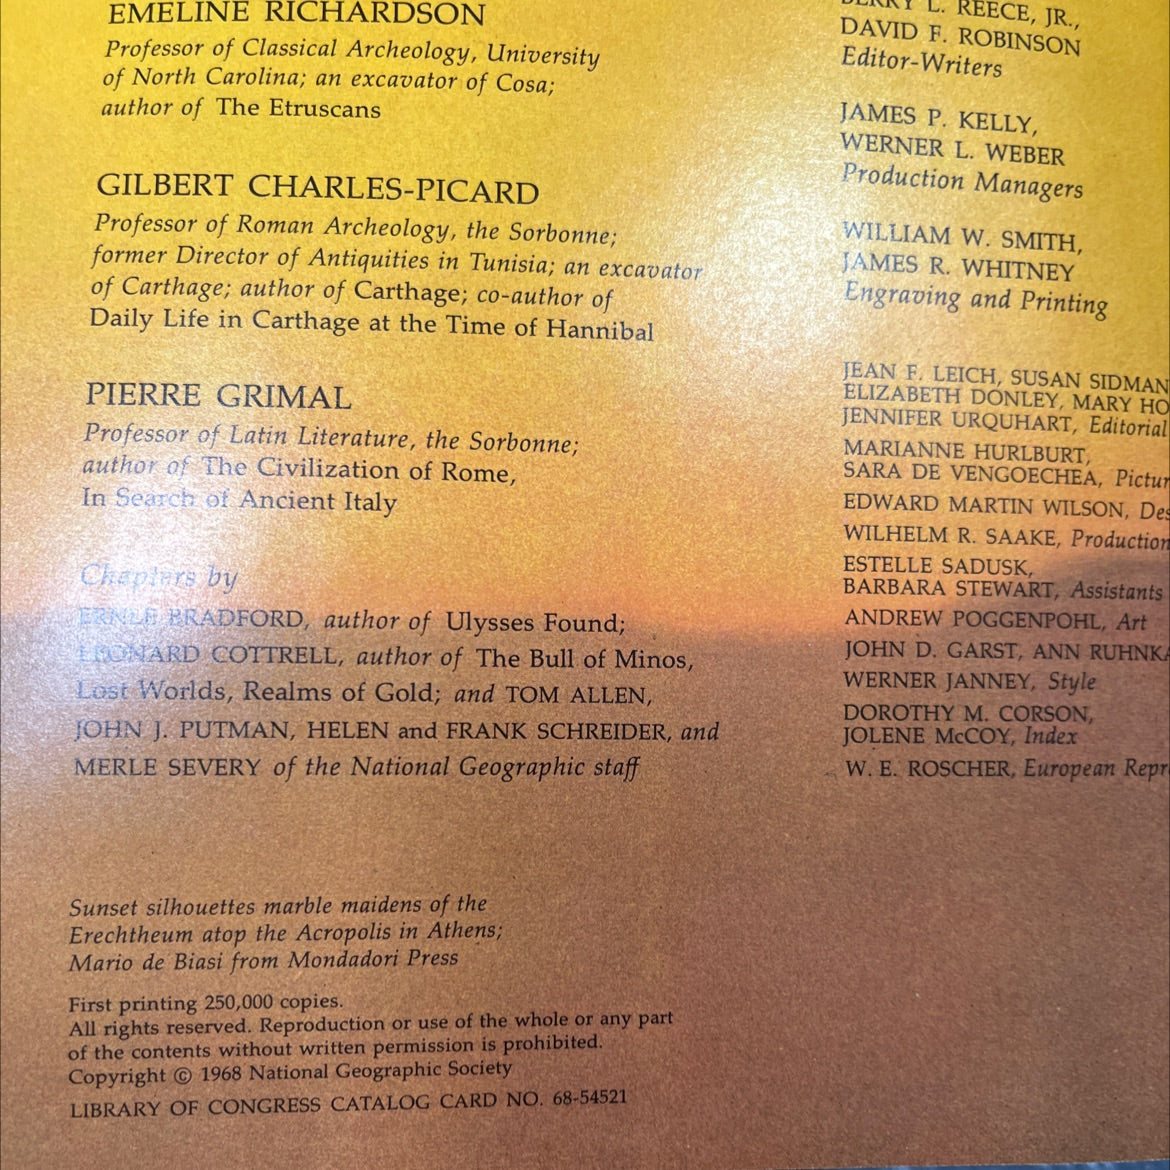 EMELINE RICHARDSON
Professor of Classical Archeology, University
of North Carolina; an excavator of Cosa;
author of The Etruscans
GILBERT CHARLES-PICARD
Professor of Roman Archeology, the Sorbonne;
former Director of Antiquities in Tunisia; an excavator
of Carthage; author of Carthage; co-author of
Daily Life in Carthage at the Time of Hannibal
PIERRE GRIMAL
Professor of Latin Literature, the Sorbonne;
author of The Civilization of Rome,
In Search of Ancient Italy
Chapters by
ERNLE BRADFORD, author of Ulysses Found;
LEONARD COTTRELL, author of The Bull of Minos,
Lost Worlds, Realms of Gold; and TOM ALLEN,
JOHN J. PUTMAN, HELEN and FRANK SCHREIDER, and
MERLE SEVERY of the National Geographic staff
Sunset silhouettes marble maidens of the
Erechtheum atop the Acropolis in Athens;
Mario de Biasi from Mondadori Press
First printing 250,000 copies.
All rights reserved. Reproduction or use of the whole or any part
of the contents without written permission is prohibited.
Copyright © 1968 National Geographic Society
LIBRARY OF CONGRESS CATALOG CARD NO. 68-54521
L. REECE, JR.,
DAVID F. ROBINSON
Editor-Writers
JAMES P. KELLY,
WERNER L. WEBER
Production Managers
WILLIAM W. SMITH,
JAMES R. WHITNEY
Engraving and Printing
JEAN F. LEICH, SUSAN SIDMAN
ELIZABETH DONLEY, MARY
JENNIFER URQUHART, Editorial
MARIANNE HURLBURT,
SARA DE VENGOECHEA,
EDWARD MARTIN WILSON,
WILHELM R. SAAKE, Production
ESTELLE SADUSK,
BARBARA STEWART, Assistants
ANDREW POGGENPOHL, Art
JOHN D. GARST, ANN
WERNER JANNEY, Style
DOROTHY M. CORSON,
JOLENE McCOY, Index
W. E. ROSCHER, European